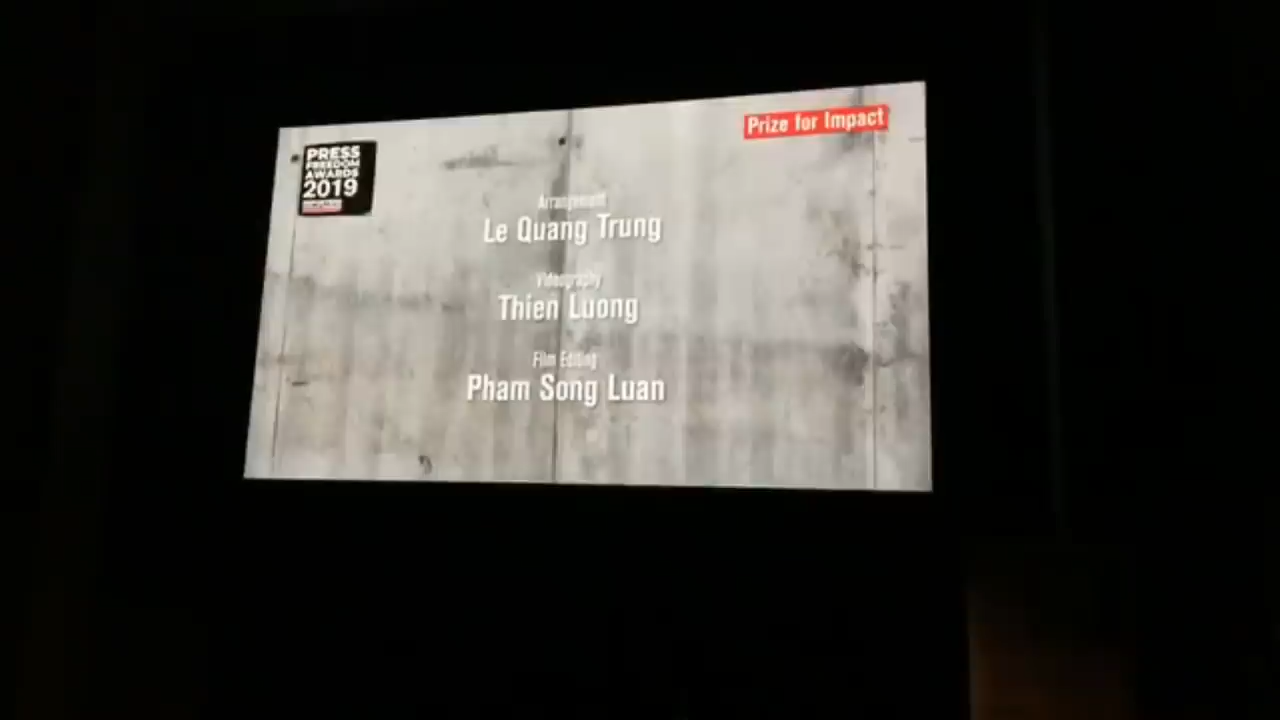 PRESS
FREEDOM
AWARDS
2019
Prize for Impact
Arrangement
Le Quang Trung
Videography
Thien Luong
Film Editing
Pham Song Luan